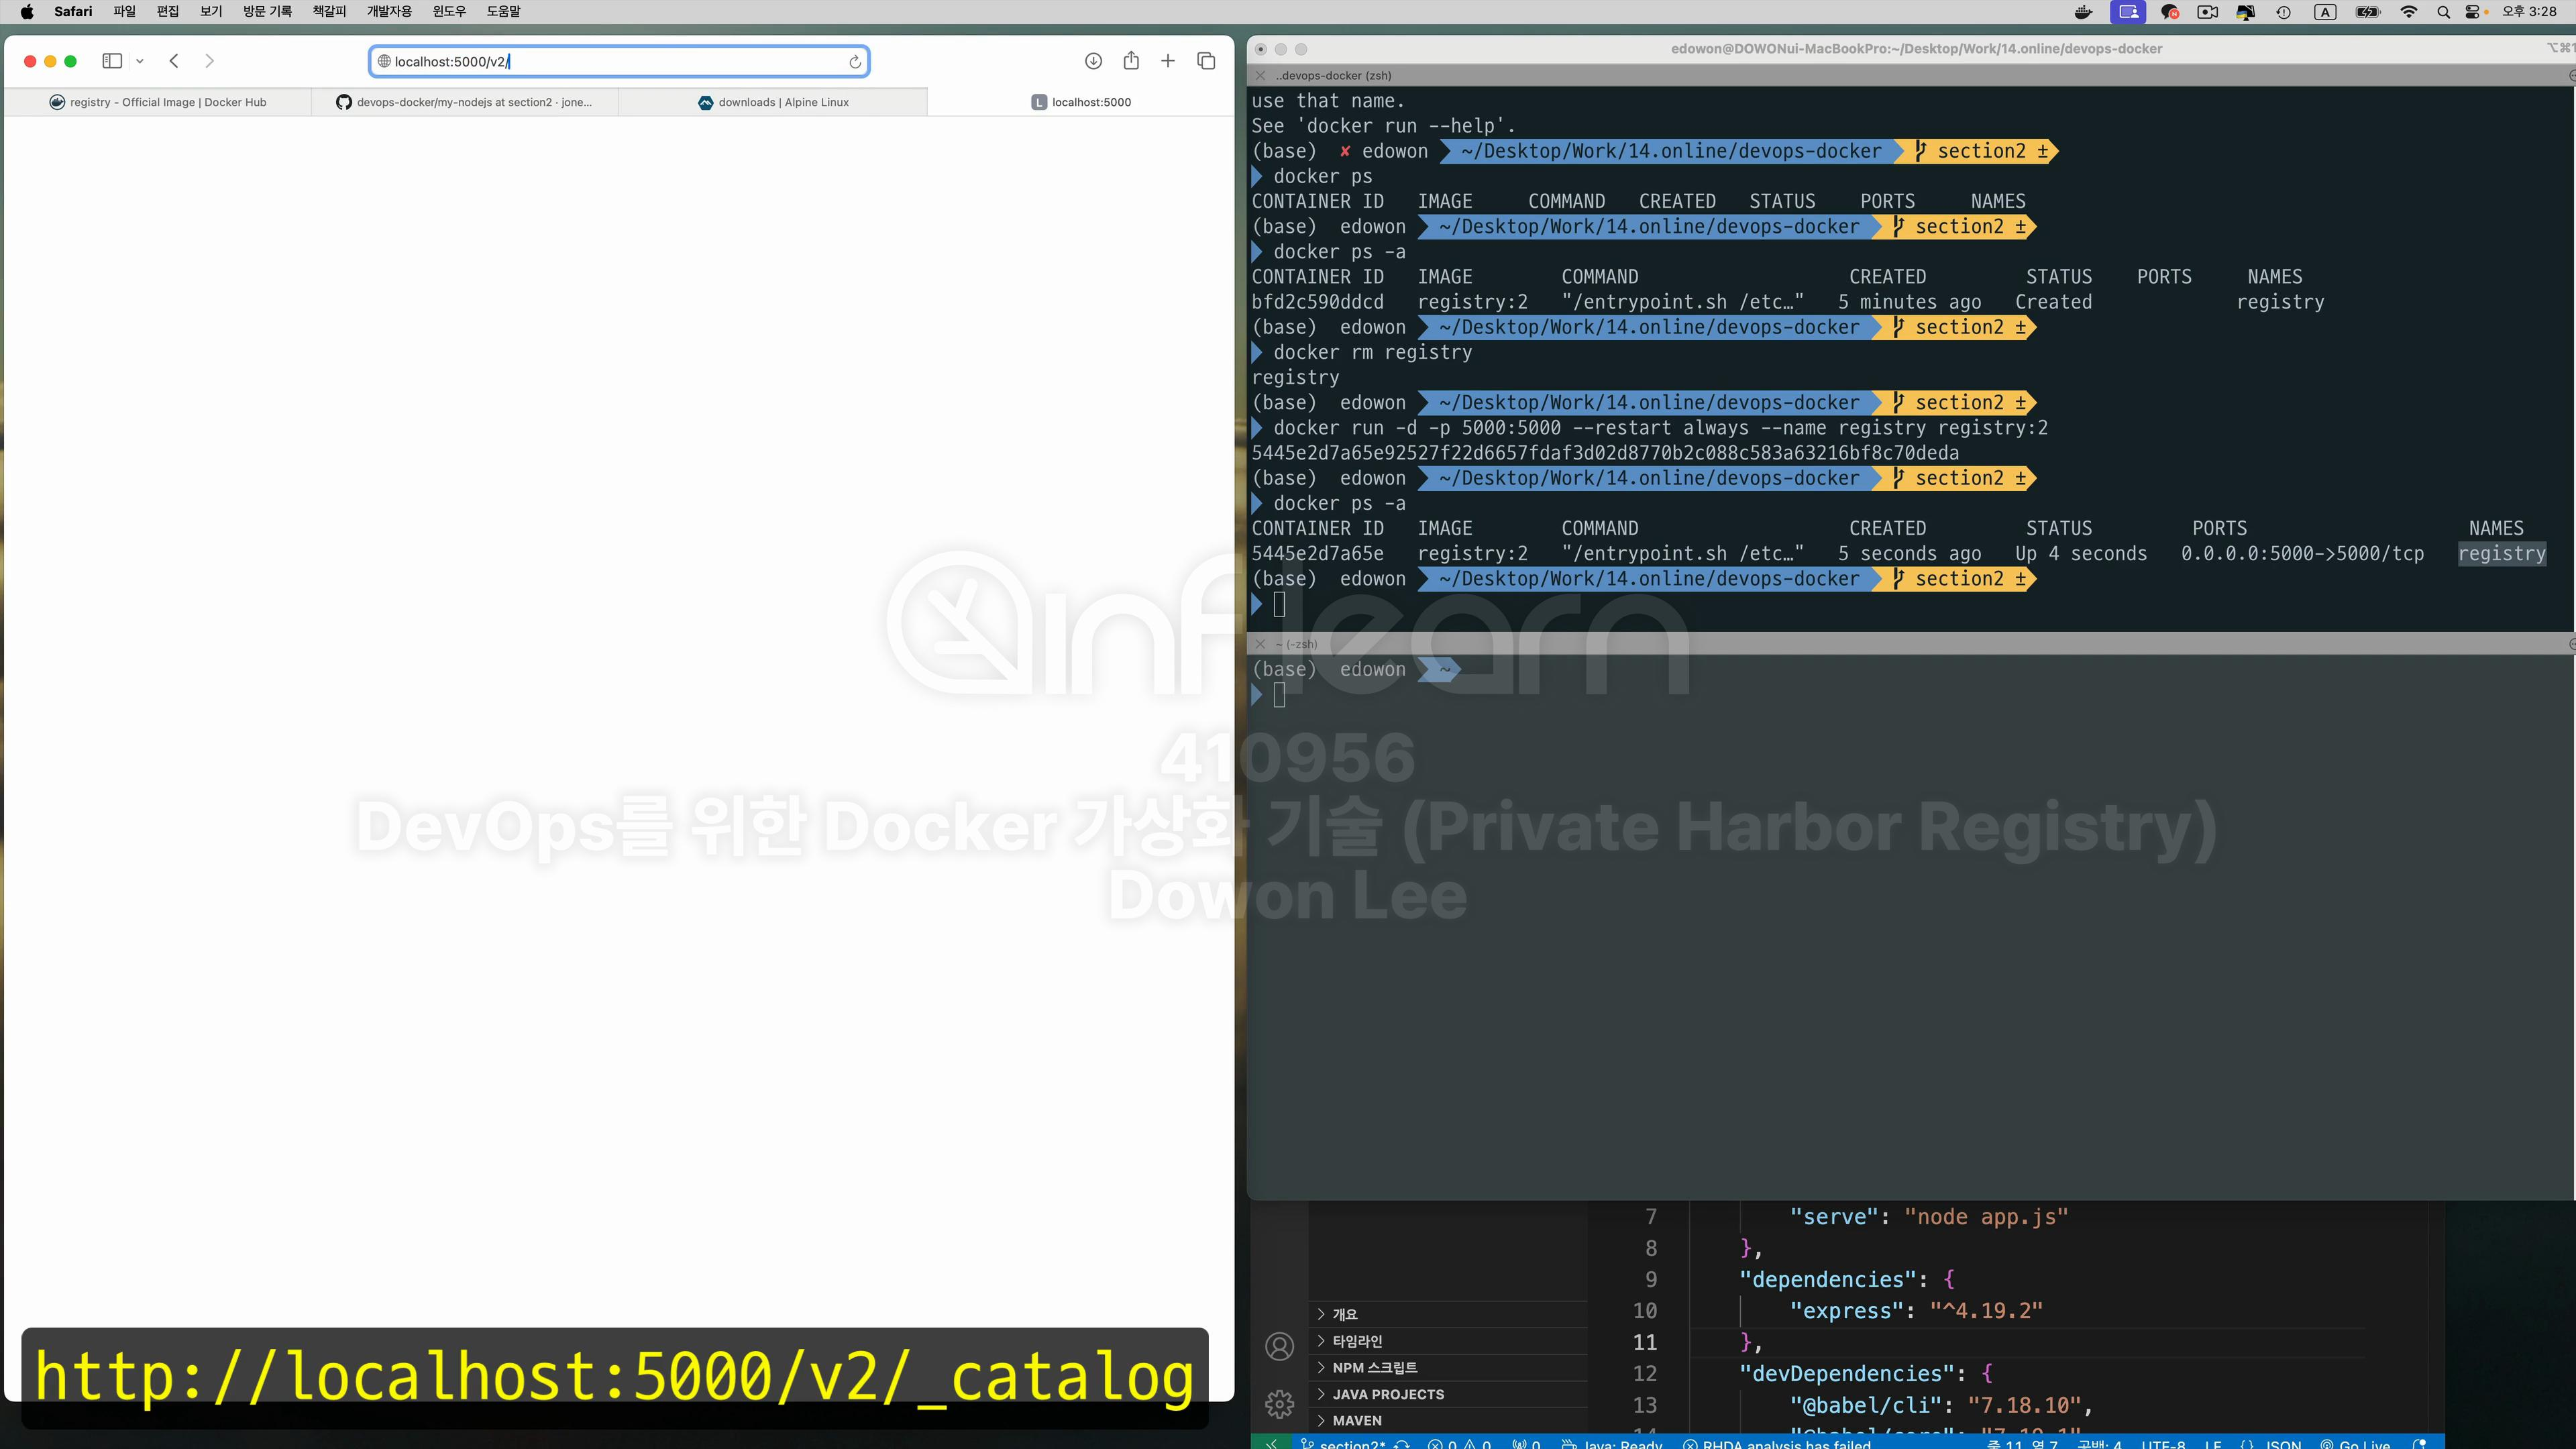 Safari 파일 편집 보기 방문 기록 책갈피 개발자용 윈도우 도움말 A 오후 3:28
localhost:5000/v2/
registry - Official Image | Docker Hub
devops-docker/my-nodejs at section2 · jone...
downloads | Alpine Linux
L localhost:5000
edowon@DOWONui-MacBookPro:~/Desktop/Work/14.online/devops-docker
..devops-docker (zsh)
use that name.
See 'docker run --help'.
(base) ✘ edowon ~/Desktop/Work/14.online/devops-docker section2 ±
docker ps
CONTAINER ID IMAGE COMMAND CREATED STATUS PORTS NAMES
(base) edowon ~/Desktop/Work/14.online/devops-docker section2 ±
docker ps -a
CONTAINER ID IMAGE COMMAND CREATED STATUS PORTS NAMES
bfd2c590ddcd registry:2 "/entrypoint.sh /etc…" 5 minutes ago Created registry
(base) edowon ~/Desktop/Work/14.online/devops-docker section2 ±
docker rm registry
registry
(base) edowon ~/Desktop/Work/14.online/devops-docker section2 ±
docker run -d -p 5000:5000 --restart always --name registry registry:2
5445e2d7a65e92527f22d6657fdaf3d02d8770b2c088c583a63216bf8c70deda
(base) edowon ~/Desktop/Work/14.online/devops-docker section2 ±
docker ps -a
CONTAINER ID IMAGE COMMAND CREATED STATUS PORTS NAMES
5445e2d7a65e registry:2 "/entrypoint.sh /etc…" 5 seconds ago Up 4 seconds 0.0.0.0:5000->5000/tcp registry
(base) edowon ~/Desktop/Work/14.online/devops-docker section2 ±
~ (-zsh)
(base) edowon ~
inflearn
410956
DevOps를 위한 Docker 가상화 기술 (Private Harbor Registry)
Dowon Lee
7 "serve": "node app.js"
8 },
9 "dependencies": {
10 "express": "^4.19.2"
11 },
12 "devDependencies": {
13 "@babel/cli": "7.18.10",
개요
타임라인
NPM 스크립트
JAVA PROJECTS
MAVEN
section2* 0 0 0 Java: Ready RHDA analysis has failed 줄 11, 열 7 공백: 4 UTF-8 LF {} JSON Go Live
http://localhost:5000/v2/_catalog